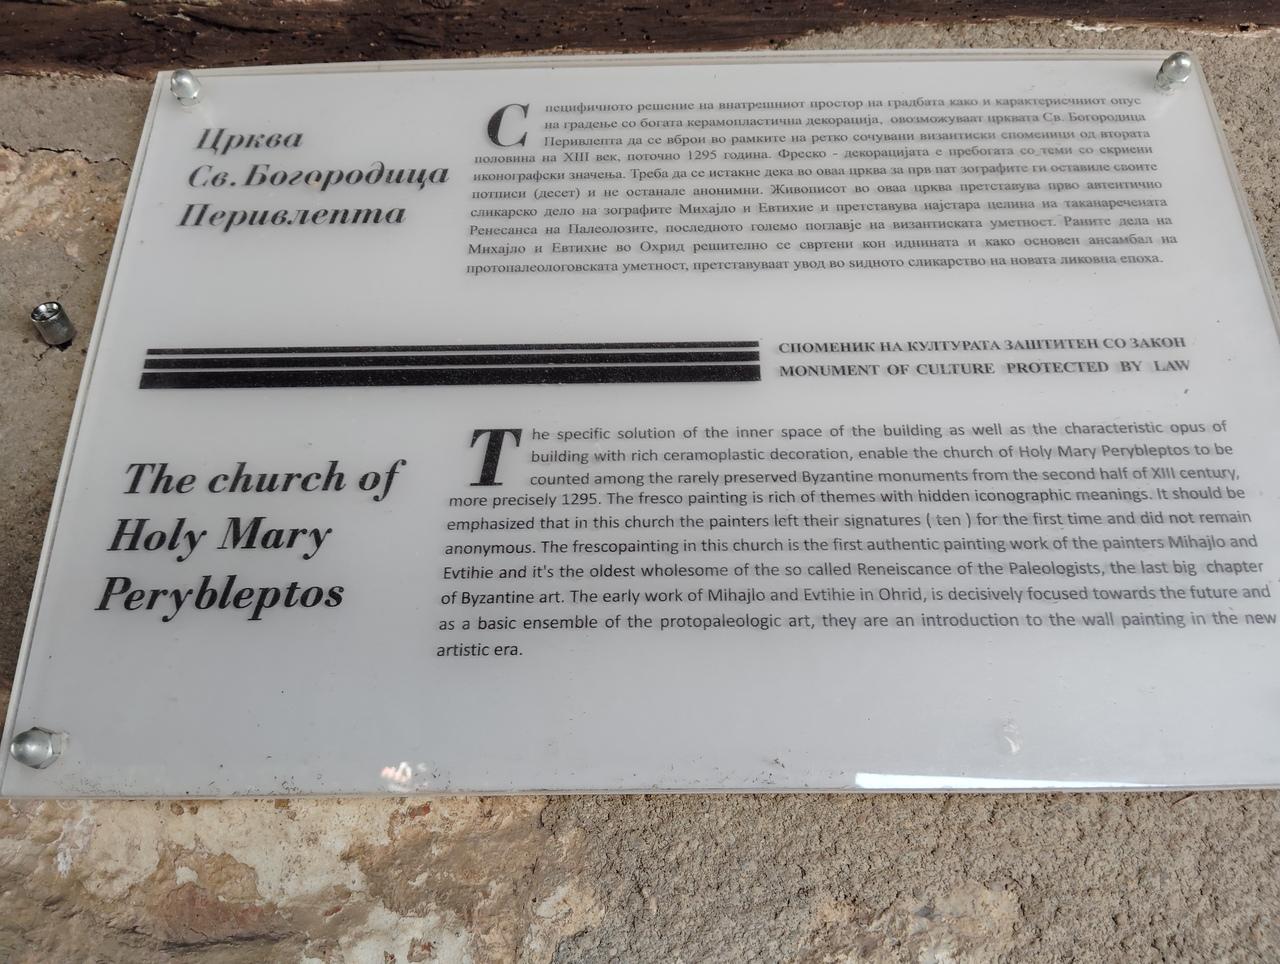 Црква
Св. Богородица
Перивлепта
Специфичното решение на внатрешниот простор на градбата како и карактерисчниот опус
на градење со богата керамопластична декорација, овозможуваат црквата Св. Богородица
Перивлепта да се вброи во рамките на ретко сочувани византиски споменици од втората
половина на XIII век, поточно 1295 година. Фреско - декорацијата е пребогата со теми со скриени
иконографски значења. Треба да се истакне дека во оваа црква за прв пат зографите ги оставиле своите
потписи (десет) и не останале анонимни. Живописот во оваа црква претставува прво автентично
сликарско дело на зографите Михајло и Евтихие и претставува најстара целина на таканаречената
Ренесанса на Палеолозите, последното големо поглавје на византиската уметност. Раните дела на
Михајло и Евтихие во Охрид решително се свртени кон иднината и како основен ансамбал на
протопалеологовската уметност, претставуваат увод во ѕидното сликарство на новата ликовна епоха.
СПОМЕНИК НА КУЛТУРАТА ЗАШТИТЕН СО ЗАКОН
MONUMENT OF CULTURE PROTECTED BY LAW
The church of
Holy Mary
Perybleptos
The specific solution of the inner space of the building as well as the characteristic opus of
building with rich ceramoplastic decoration, enable the church of Holy Mary Perybleptos to be
counted among the rarely preserved Byzantine monuments from the second half of XIII century,
more precisely 1295. The fresco painting is rich of themes with hidden iconographic meanings. It should be
emphasized that in this church the painters left their signatures ( ten ) for the first time and did not remain
anonymous. The frescopainting in this church is the first authentic painting work of the painters Mihajlo and
Evtihie and it's the oldest wholesome of the so called Reneiscance of the Paleologists, the last big chapter
of Byzantine art. The early work of Mihajlo and Evtihie in Ohrid, is decisively focused towards the future and
as a basic ensemble of the protopaleologic art, they are an introduction to the wall painting in the new
artistic era.